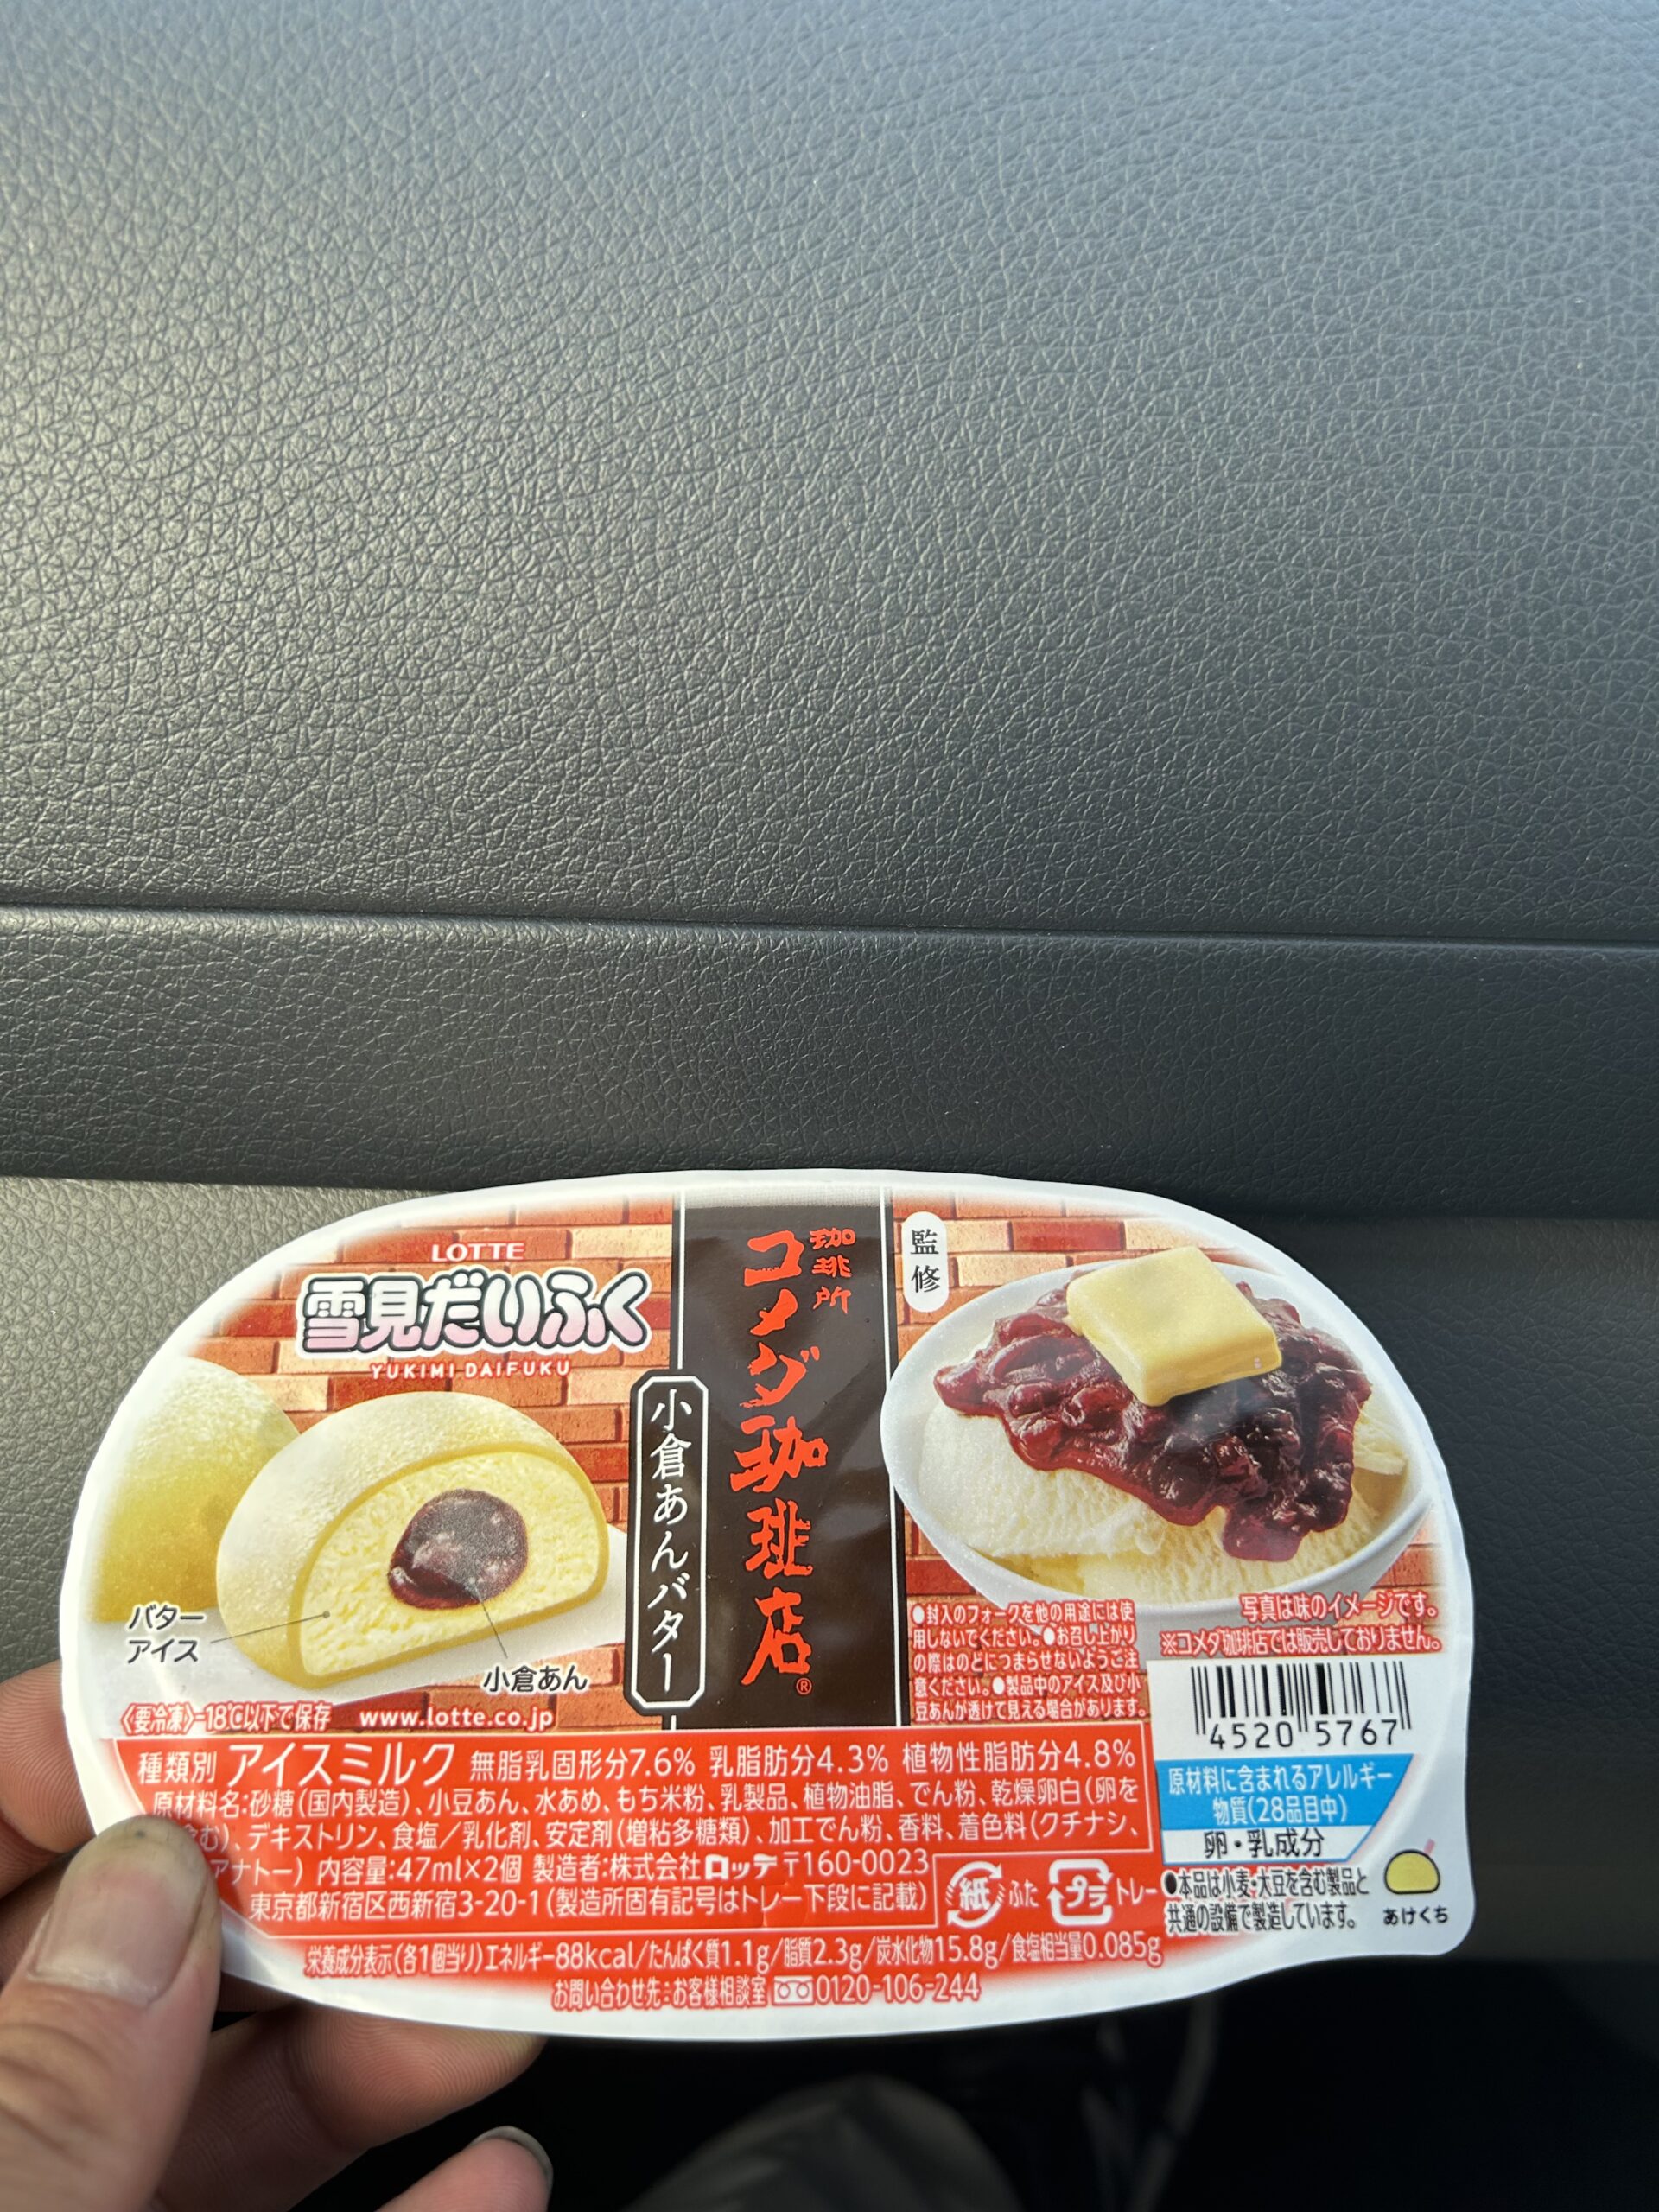 LOTTE
雪見だいふく
YUKIMI DAIFUKU
珈琲所
コメダ珈琲店®
監修
小倉あんバター
バター
アイス
小倉あん
〈要冷凍〉-18℃以下で保存
www.lotte.co.jp
●封入のフォークを他の用途には使
用しないでください。●お召し上がり
の際はのどにつまらせないようご注
意ください。●製品中のアイス及び小
豆あんが透けて見える場合があります。
写真は味のイメージです。
※コメダ珈琲店では販売しておりません。
4520 5767
種類別 アイスミルク 無脂乳固形分7.6% 乳脂肪分4.3% 植物性脂肪分4.8%
原材料名:砂糖(国内製造)、小豆あん、水あめ、もち米粉、乳製品、植物油脂、でん粉、乾燥卵白(卵を
含む)、デキストリン、食塩/乳化剤、安定剤(増粘多糖類)、加工でん粉、香料、着色料(クチナシ、
アナトー) 内容量:47ml×2個 製造者:株式会社ロッテ 〒160-0023
東京都新宿区西新宿3-20-1(製造所固有記号はトレー下段に記載)
紙 ふた プラ トレー
原材料に含まれるアレルギー
物質(28品目中)
卵・乳成分
●本品は小麦・大豆を含む製品と
共通の設備で製造しています。
あけくち
栄養成分表示(各1個当り)エネルギー88kcal/たんぱく質1.1g/脂質2.3g/炭水化物15.8g/食塩相当量0.085g
お問い合わせ先:お客様相談室 0120-106-244